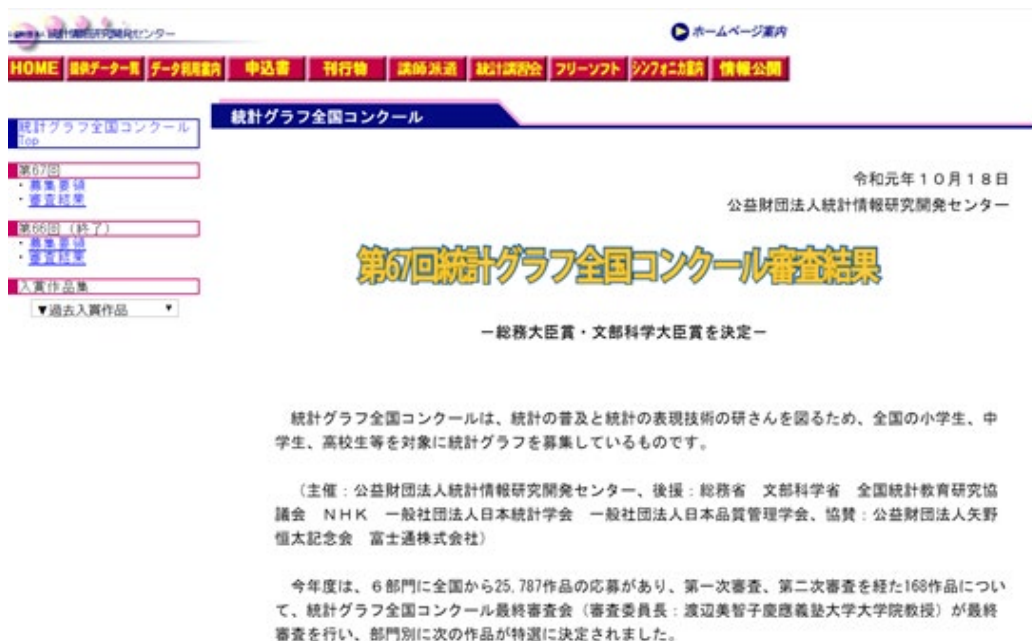 統計情報研究開発センター
ホームページ案内
HOME 提供データ一覧 データ利用案内 申込書 刊行物 講師派遣 統計講習会 フリーソフト シンフォニカ案内 情報公開
統計グラフ全国コンクール
Top
第67回
・募集要領
・審査結果
第66回（終了）
・募集要領
・審査結果
入賞作品集
▼過去入賞作品 ▼
統計グラフ全国コンクール
令和元年１０月１８日
公益財団法人統計情報研究開発センター
第67回統計グラフ全国コンクール審査結果
－総務大臣賞・文部科学大臣賞を決定－
統計グラフ全国コンクールは、統計の普及と統計の表現技術の研さんを図るため、全国の小学生、中
学生、高校生等を対象に統計グラフを募集しているものです。
（主催：公益財団法人統計情報研究開発センター、後援：総務省　文部科学省　全国統計教育研究協
議会　ＮＨＫ　一般社団法人日本統計学会　一般社団法人日本品質管理学会、協賛：公益財団法人矢野
恒太記念会　富士通株式会社）
今年度は、６部門に全国から25,787作品の応募があり、第一次審査、第二次審査を経た168作品につい
て、統計グラフ全国コンクール最終審査会（審査委員長：渡辺美智子慶應義塾大学大学院教授）が最終
審査を行い、部門別に次の作品が特選に決定されました。